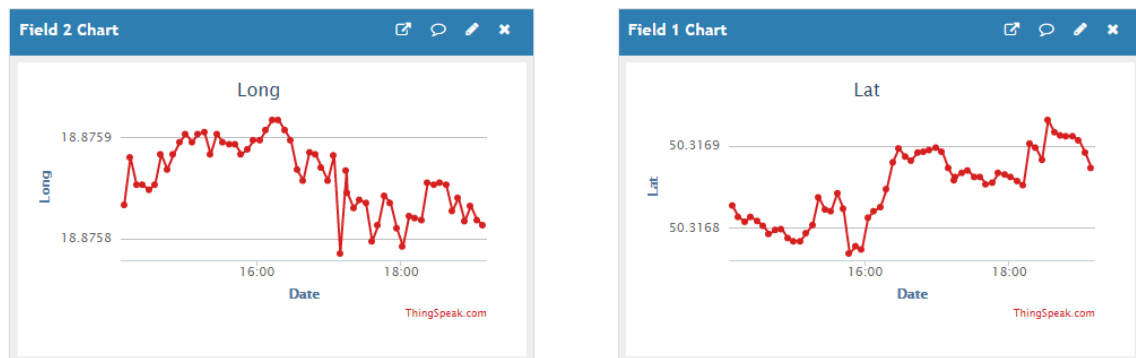 Field 2 Chart
Long
18.8759
18.8758
Long
16:00
18:00
Date
ThingSpeak.com
Field 1 Chart
Lat
50.3169
50.3168
Lat
16:00
18:00
Date
ThingSpeak.com